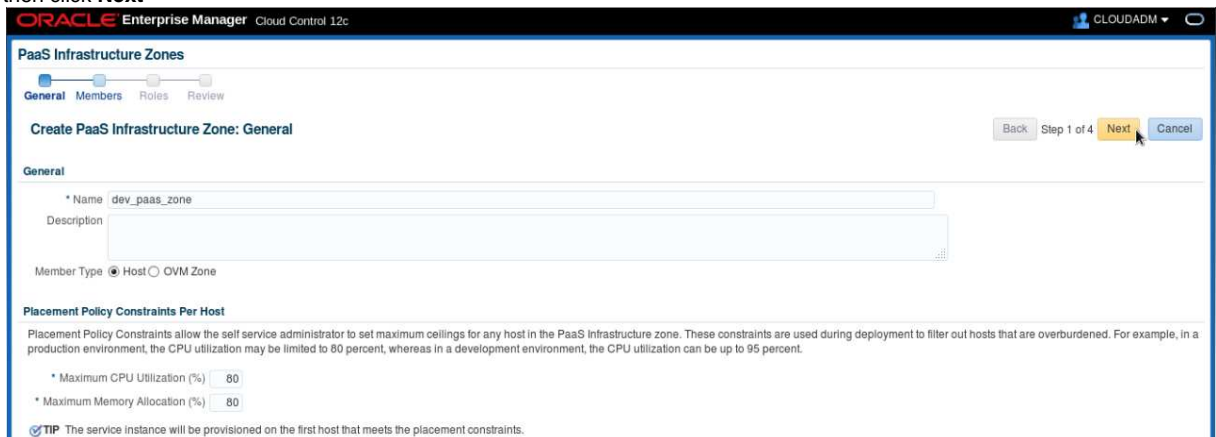 then click Next
ORACLE Enterprise Manager Cloud Control 12c CLOUDADM
PaaS Infrastructure Zones
General Members Roles Review
Create PaaS Infrastructure Zone: General Back Step 1 of 4 Next Cancel
General
* Name dev_paas_zone
Description
Member Type Host OVM Zone
Placement Policy Constraints Per Host
Placement Policy Constraints allow the self service administrator to set maximum ceilings for any host in the PaaS Infrastructure zone. These constraints are used during deployment to filter out hosts that are overburdened. For example, in a
production environment, the CPU utilization may be limited to 80 percent, whereas in a development environment, the CPU utilization can be up to 95 percent.
* Maximum CPU Utilization (%) 80
* Maximum Memory Allocation (%) 80
TIP The service instance will be provisioned on the first host that meets the placement constraints.